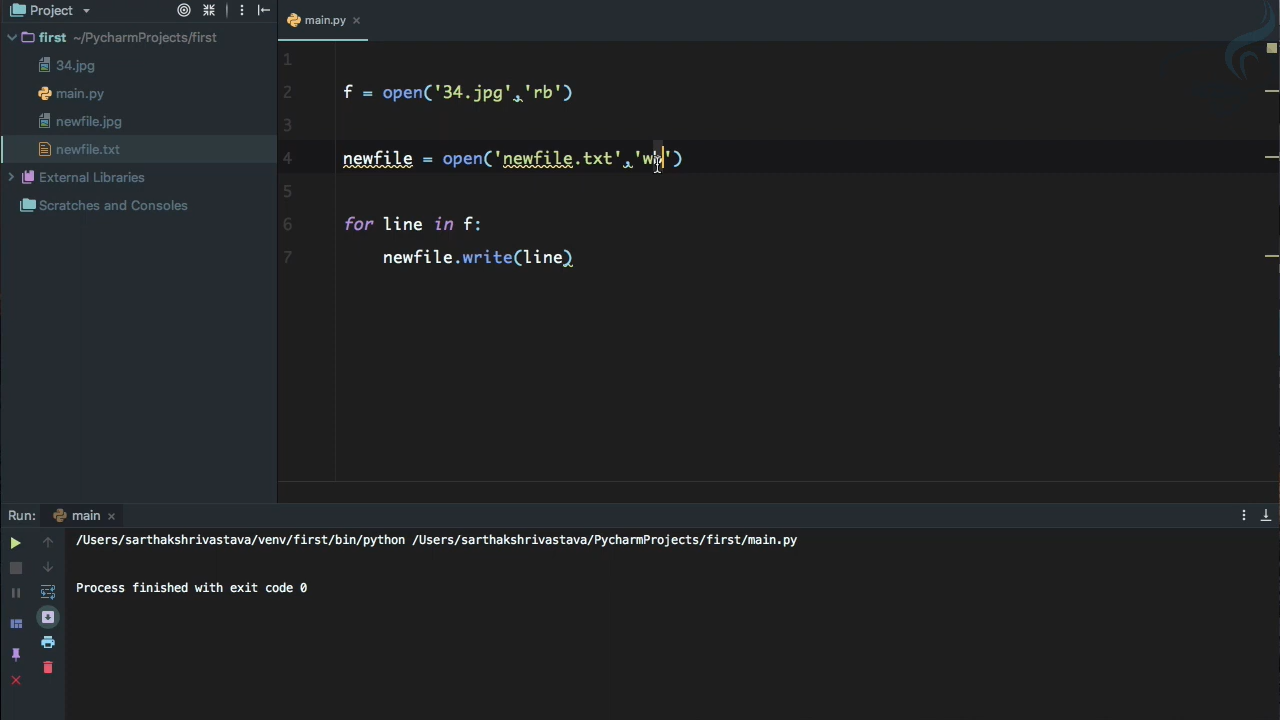 Project
main.py
first ~/PycharmProjects/first
34.jpg
main.py
newfile.jpg
newfile.txt
External Libraries
Scratches and Consoles
1
2 f = open('34.jpg','rb')
3
4 newfile = open('newfile.txt','wb')
5
6 for line in f:
7 newfile.write(line)
Run: main
/Users/sarthakshrivastava/venv/first/bin/python /Users/sarthakshrivastava/PycharmProjects/first/main.py
Process finished with exit code 0